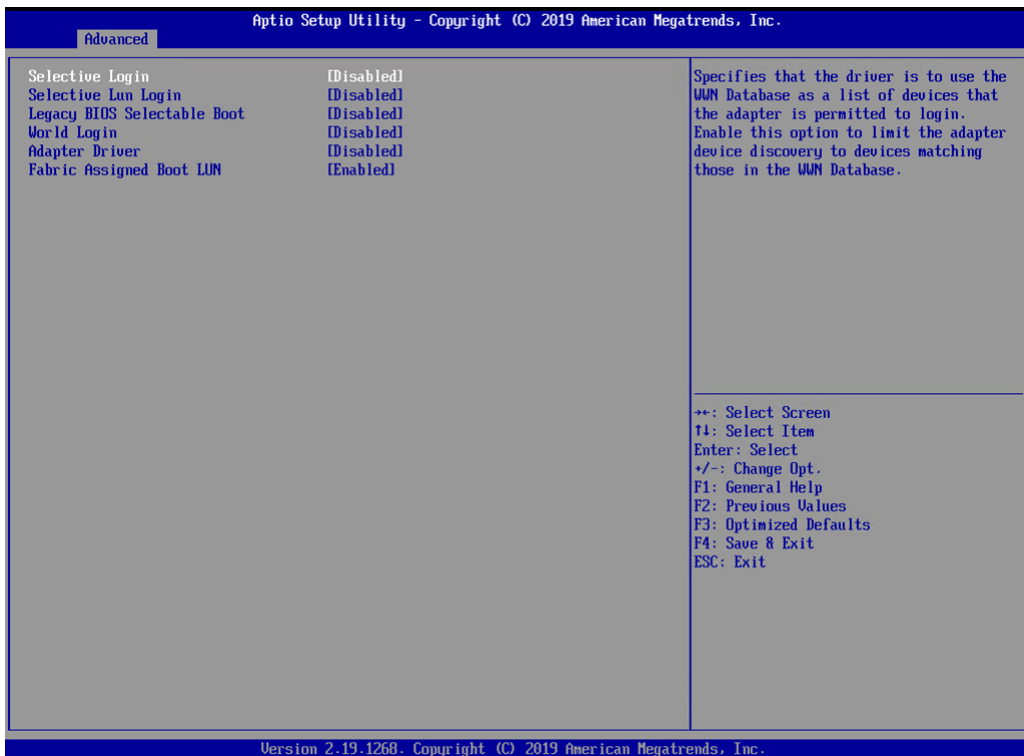 Aptio Setup Utility - Copyright (C) 2019 American Megatrends, Inc.
Advanced
Selective Login [Disabled]
Selective Lun Login [Disabled]
Legacy BIOS Selectable Boot [Disabled]
World Login [Disabled]
Adapter Driver [Disabled]
Fabric Assigned Boot LUN [Enabled]
Specifies that the driver is to use the
WWN Database as a list of devices that
the adapter is permitted to login.
Enable this option to limit the adapter
device discovery to devices matching
those in the WWN Database.
→←: Select Screen
↑↓: Select Item
Enter: Select
+/-: Change Opt.
F1: General Help
F2: Previous Values
F3: Optimized Defaults
F4: Save & Exit
ESC: Exit
Version 2.19.1268. Copyright (C) 2019 American Megatrends, Inc.